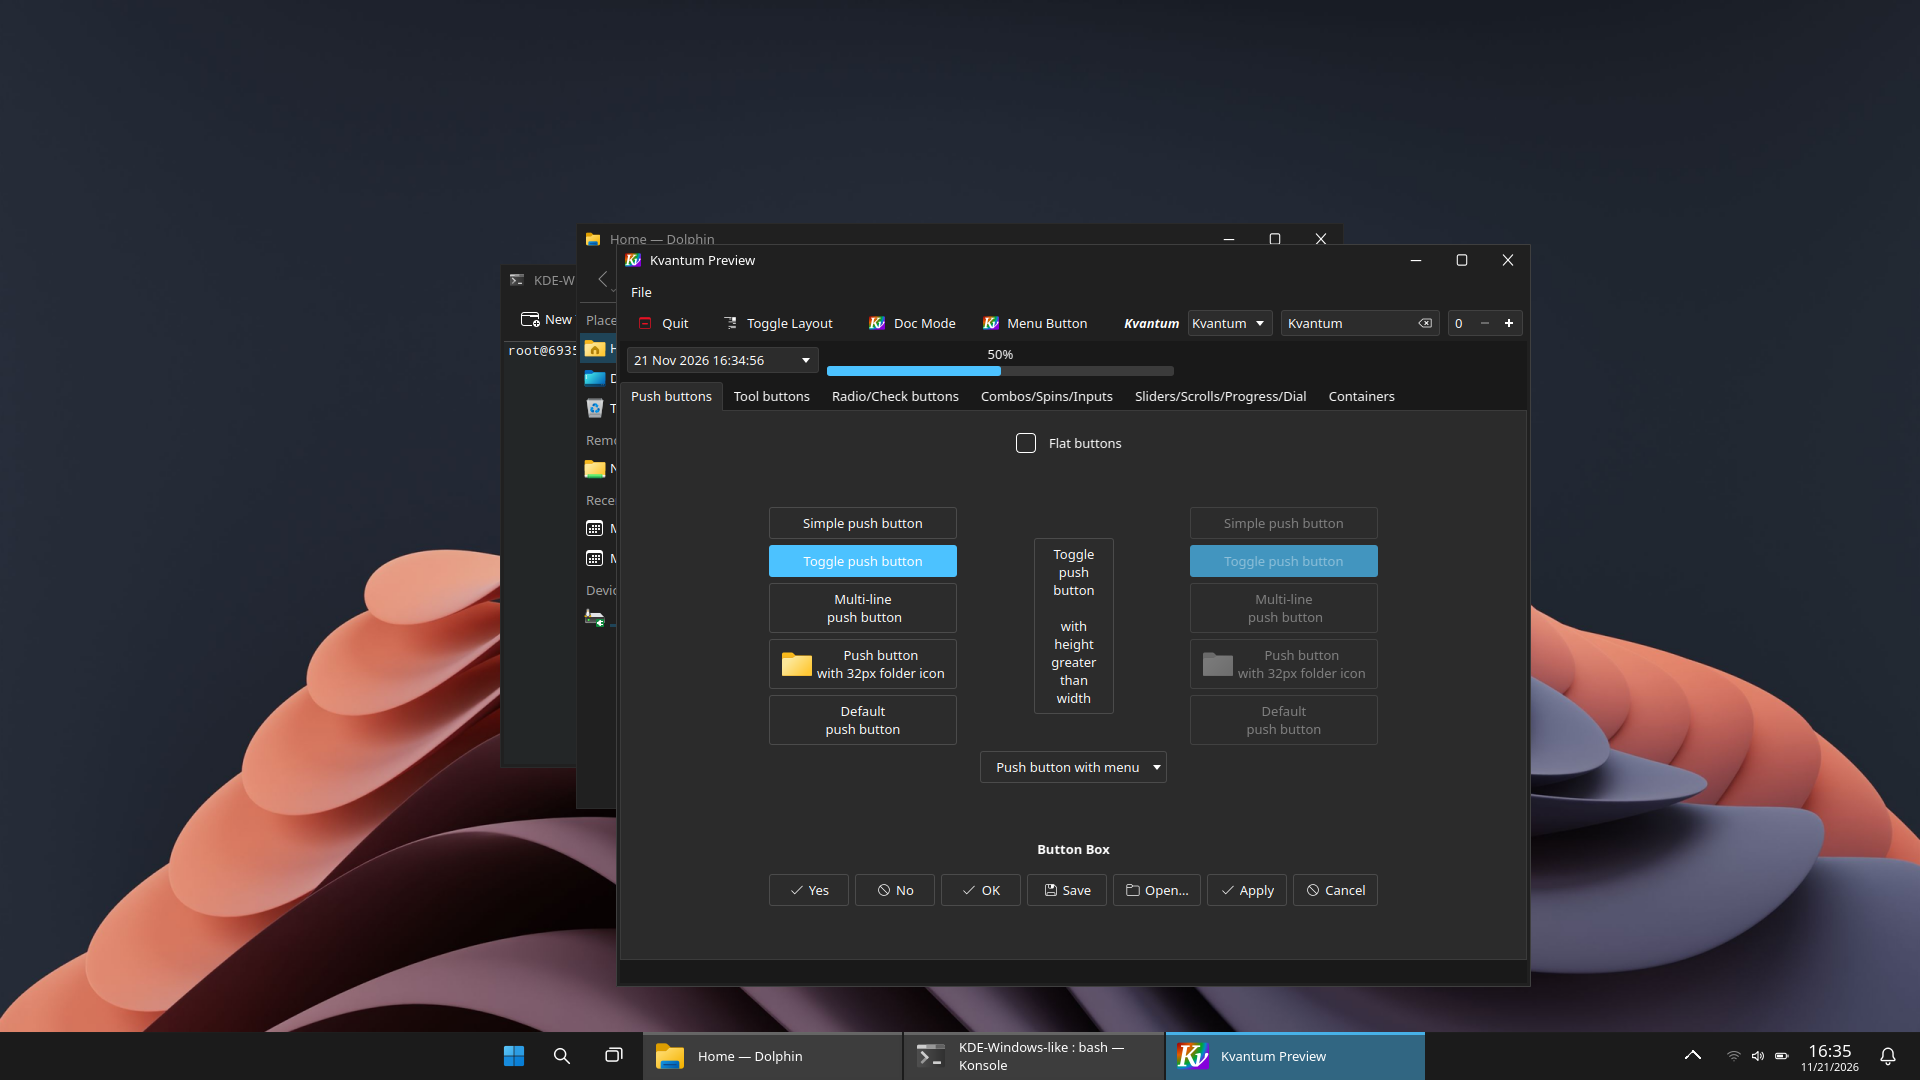 Home — Dolphin
Kvantum Preview
KDE-W
File
New
Quit
Toggle Layout
Doc Mode
Menu Button
Kvantum
Kvantum
Kvantum
0
Place
root@6935
21 Nov 2026 16:34:56
50%
Push buttons
Tool buttons
Radio/Check buttons
Combos/Spins/Inputs
Sliders/Scrolls/Progress/Dial
Containers
Remo
Rece
Devic
Flat buttons
Simple push button
Toggle push button
Multi-line
push button
Push button
with 32px folder icon
Default
push button
Toggle
push
button
with
height
greater
than
width
Push button with menu
Simple push button
Toggle push button
Multi-line
push button
Push button
with 32px folder icon
Default
push button
Button Box
Yes
No
OK
Save
Open...
Apply
Cancel
Home — Dolphin
KDE-Windows-like : bash —
Konsole
Kvantum Preview
16:35
11/21/2026